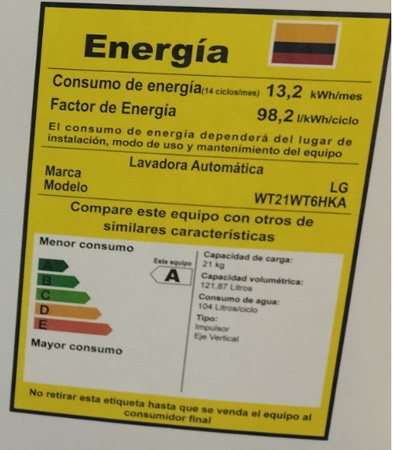 Energía
Consumo de energía(14 ciclos/mes) 13,2 kWh/mes
Factor de Energía 98,2 l/kWh/ciclo
El consumo de energía dependerá del lugar de
instalación, modo de uso y mantenimiento del equipo
Lavadora Automática
Marca LG
Modelo WT21WT6HKA
Compare este equipo con otros de
similares características
Menor consumo
A
B
C
D
E
Mayor consumo
Este equipo
A
Capacidad de carga:
21 kg
Capacidad volumétrica:
121,87 Litros
Consumo de agua:
104 Litros/ciclo
Tipo:
Impulsor
Eje Vertical
No retirar esta etiqueta hasta que se venda el equipo al
consumidor final